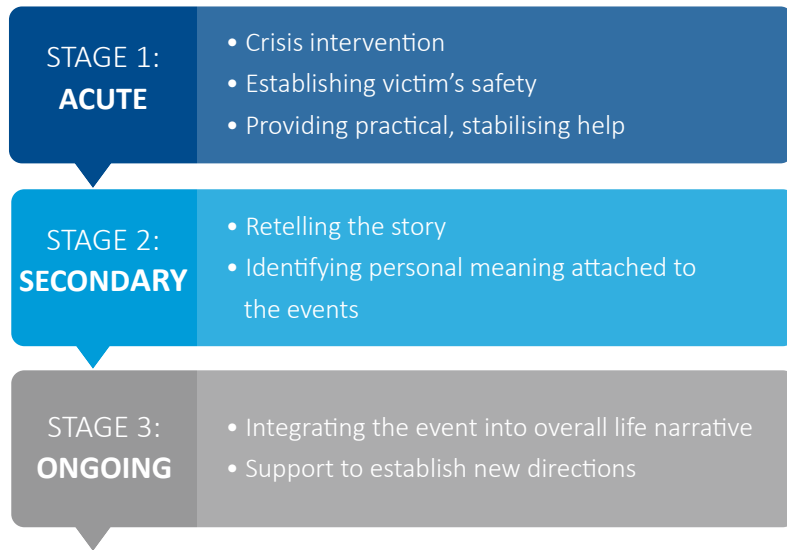 STAGE 1:
ACUTE
• Crisis intervention
• Establishing victim’s safety
• Providing practical, stabilising help
STAGE 2:
SECONDARY
• Retelling the story
• Identifying personal meaning attached to
the events
STAGE 3:
ONGOING
• Integrating the event into overall life narrative
• Support to establish new directions